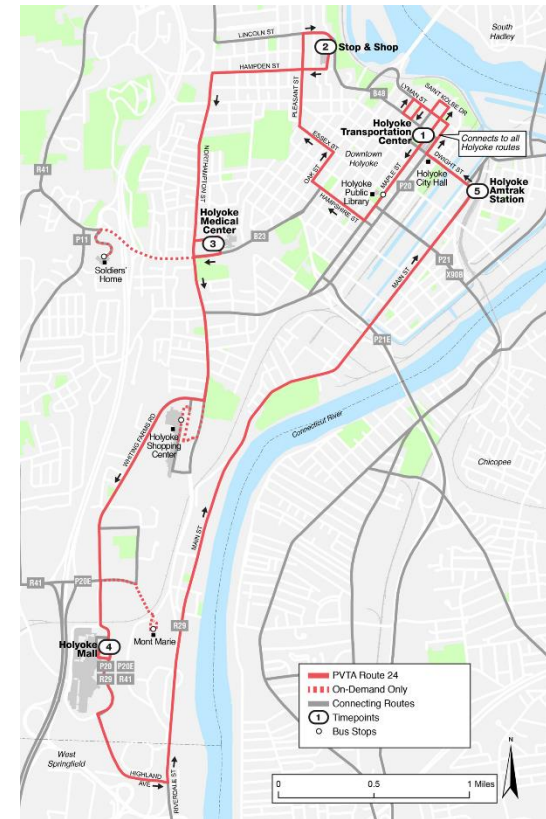 LINCOLN ST
South
Hadley
2
Stop & Shop
HAMPDEN ST
PLEASANT ST
B48
LYMAN ST
SAINT KOLBE DR
Holyoke
Transportation
Center
1
Connects to all
Holyoke routes
R41
NORTHAMPTON ST
ESSEX ST
Downtown
Holyoke
OAK ST
MAPLE ST
P20
DWIGHT ST
Holyoke
City Hall
Holyoke
Public
Library
5
Holyoke
Amtrak
Station
HAMPSHIRE ST
Holyoke
Medical
Center
3
B23
P11
Soldiers'
Home
MAIN ST
P21
X90B
P21E
Connecticut River
Chicopee
WHITING FARMS RD
Holyoke
Shopping
Center
MAIN ST
R41
P20E
R29
Mont Marie
Holyoke
Mall
4
P20
P20E
R29
R41
West
Springfield
HIGHLAND
AVE
RIVERDALE ST
PVTA Route 24
On-Demand Only
Connecting Routes
1
Timepoints
Bus Stops
N
0
0.5
1 Miles